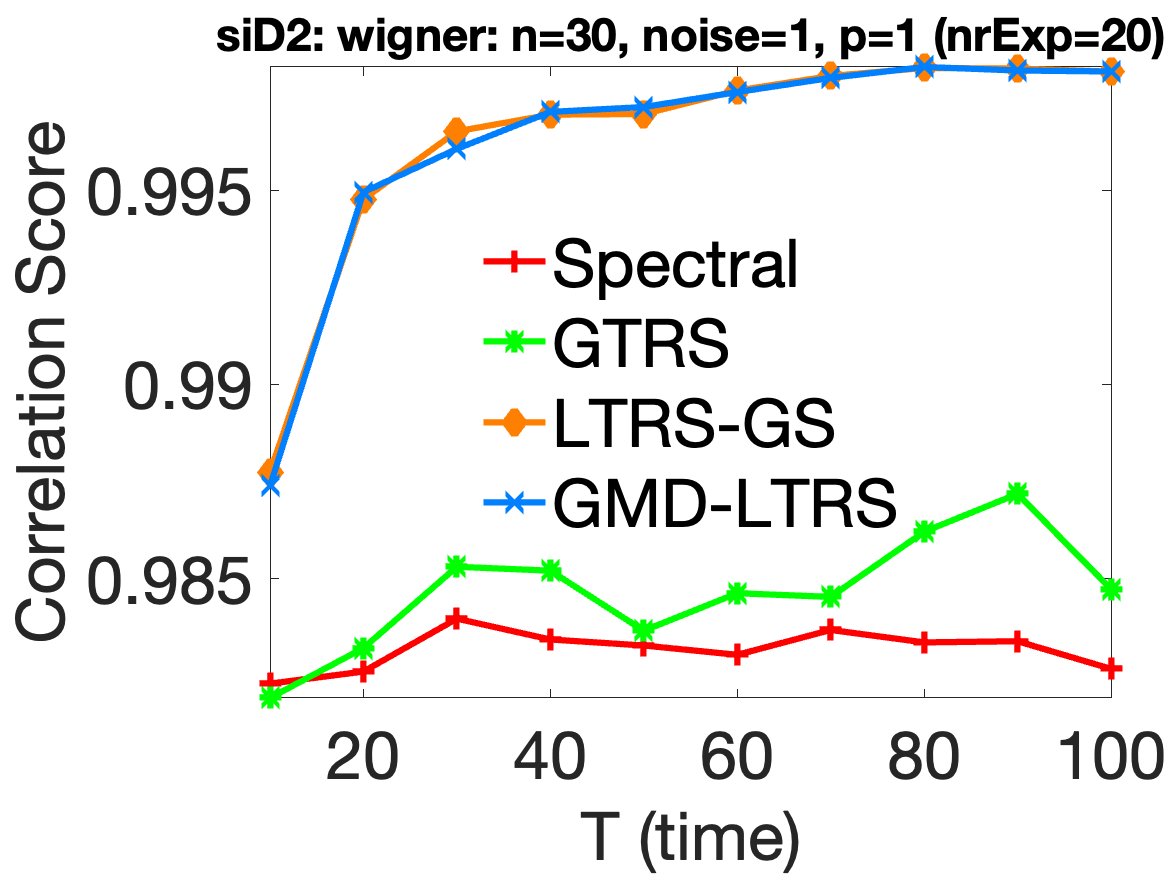 siD2: wigner: n=30, noise=1, p=1 (nrExp=20)
Correlation Score
0.995
0.99
0.985
Spectral
GTRS
LTRS-GS
GMD-LTRS
20 40 60 80 100
T (time)